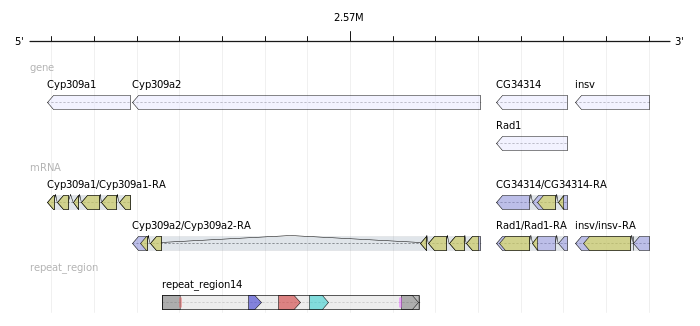 2.57M
5' 3'
gene
Cyp309a1 Cyp309a2 CG34314 insv
Rad1
mRNA
Cyp309a1/Cyp309a1-RA CG34314/CG34314-RA
Cyp309a2/Cyp309a2-RA Rad1/Rad1-RA insv/insv-RA
repeat_region
repeat_region14